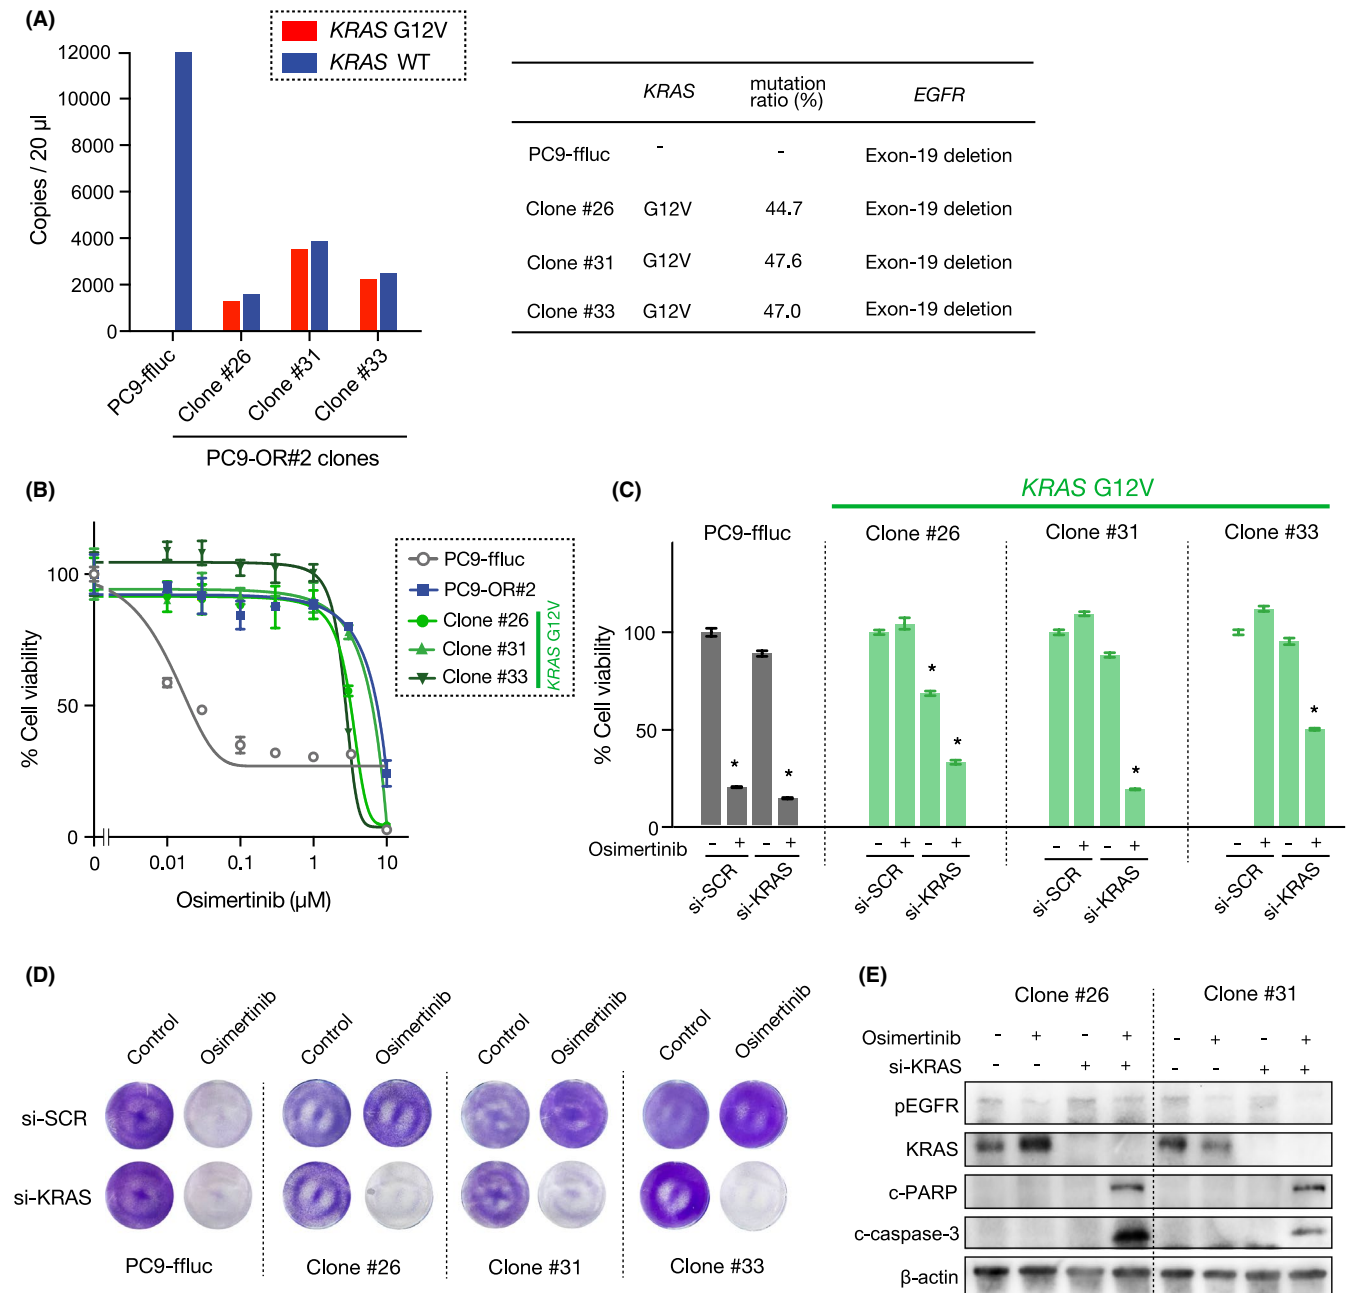 (A)
KRAS G12V
KRAS WT
Copies / 20 µl
12000
10000
12000
6000
4000
2000
0
PC9-ffluc
Clone #26
Clone #31
Clone #33
PC9-OR#2 clones
KRAS mutation ratio (%) EGFR
PC9-ffluc - - Exon-19 deletion
Clone #26 G12V 44.7 Exon-19 deletion
Clone #31 G12V 47.6 Exon-19 deletion
Clone #33 G12V 47.0 Exon-19 deletion
(B)
% Cell viability
100
50
0
0 0.01 0.1 1 10
Osimertinib (µM)
PC9-ffluc
PC9-OR#2
Clone #26
Clone #31
Clone #33
KRAS G12V
(C)
KRAS G12V
PC9-ffluc Clone #26 Clone #31 Clone #33
% Cell viability
100
50
0
* * * * * *
Osimertinib - + - + - + - + - + - + - + - +
si-SCR si-KRAS si-SCR si-KRAS si-SCR si-KRAS si-SCR si-KRAS
(D)
Control Osimertinib Control Osimertinib Control Osimertinib Control Osimertinib
si-SCR
si-KRAS
PC9-ffluc Clone #26 Clone #31 Clone #33
(E)
Clone #26 Clone #31
Osimertinib - + - + - + - +
si-KRAS - - + + - - + +
pEGFR
KRAS
c-PARP
c-caspase-3
β-actin